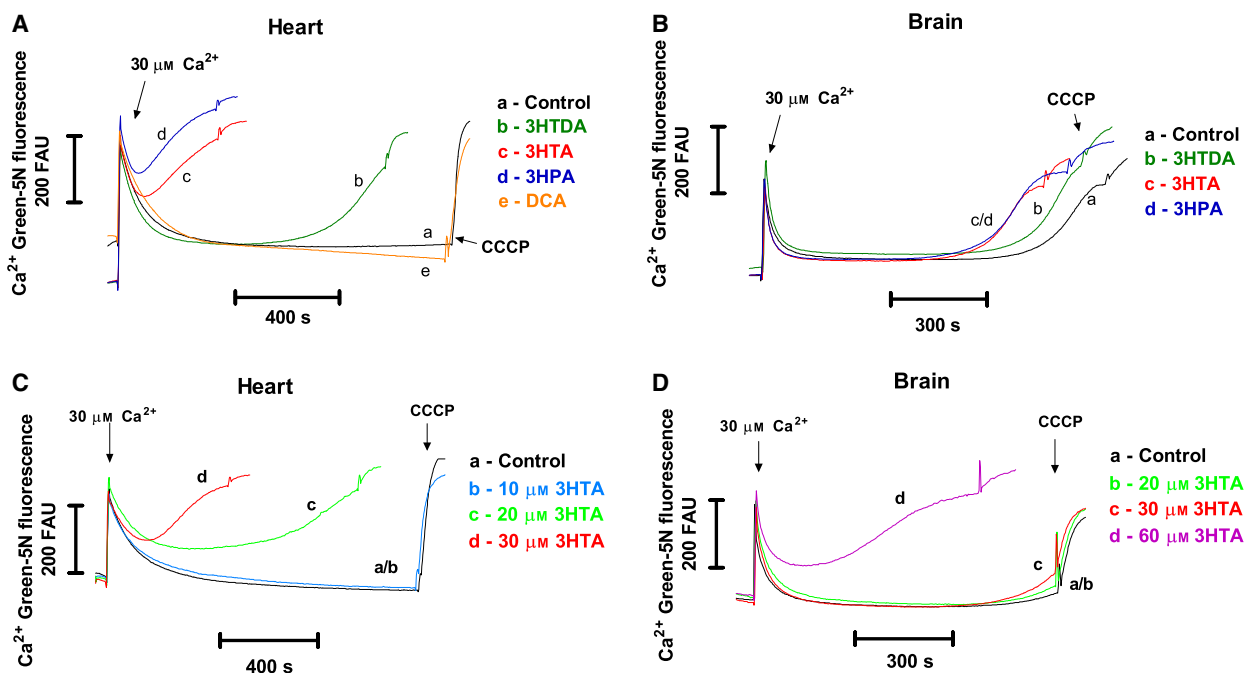 A
Heart
Ca2+ Green-5N fluorescence
200 FAU
30 μM Ca2+
d
c
b
a
e
CCCP
400 s
a - Control
b - 3HTDA
c - 3HTA
d - 3HPA
e - DCA
B
Brain
Ca2+ Green-5N fluorescence
200 FAU
30 μM Ca2+
CCCP
c/d
b
a
300 s
a - Control
b - 3HTDA
c - 3HTA
d - 3HPA
C
Heart
Ca2+ Green-5N fluorescence
200 FAU
30 μM Ca2+
CCCP
d
c
a/b
400 s
a - Control
b - 10 μM 3HTA
c - 20 μM 3HTA
d - 30 μM 3HTA
D
Brain
Ca2+ Green-5N fluorescence
200 FAU
30 μM Ca2+
CCCP
d
c
a/b
300 s
a - Control
b - 20 μM 3HTA
c - 30 μM 3HTA
d - 60 μM 3HTA